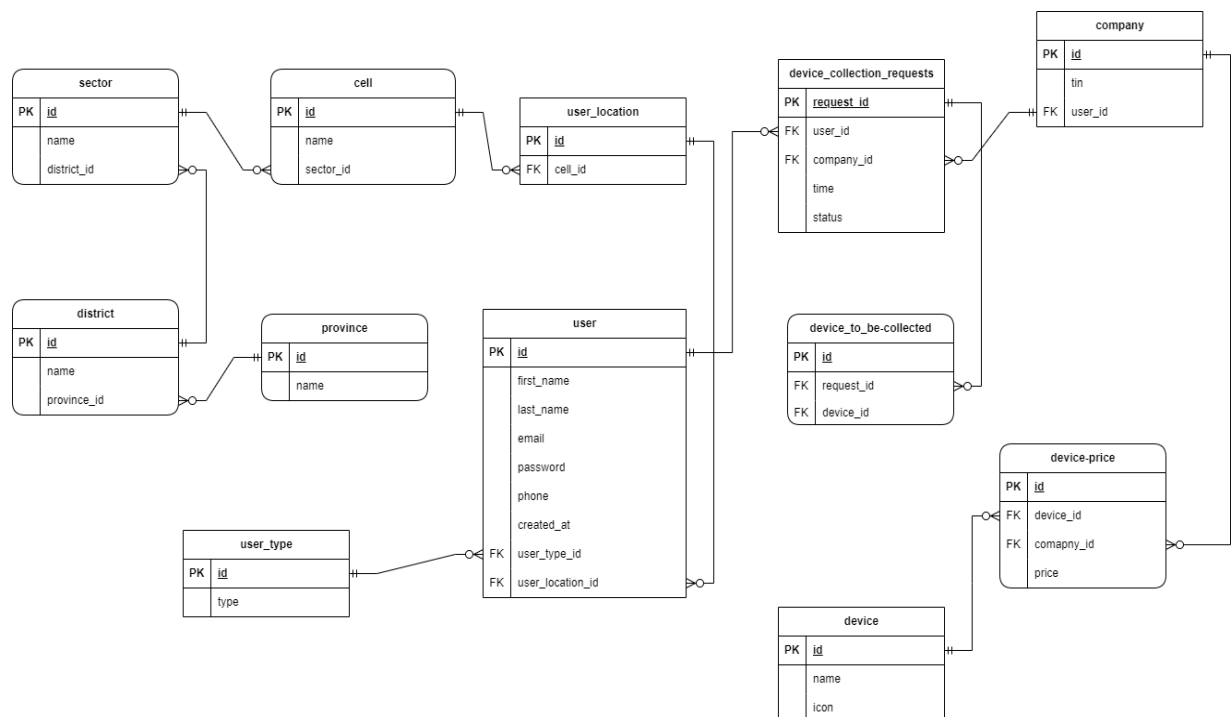 company
PK id
tin
FK user_id
device_collection_requests
PK request_id
FK user_id
FK company_id
time
status
sector
PK id
name
district_id
cell
PK id
name
sector_id
user_location
PK id
FK cell_id
district
PK id
name
province_id
province
PK id
name
user
PK id
first_name
last_name
email
password
phone
created_at
FK user_type_id
FK user_location_id
device_to_be-collected
PK id
FK request_id
FK device_id
device-price
PK id
FK device_id
FK comapny_id
price
user_type
PK id
type
device
PK id
name
icon